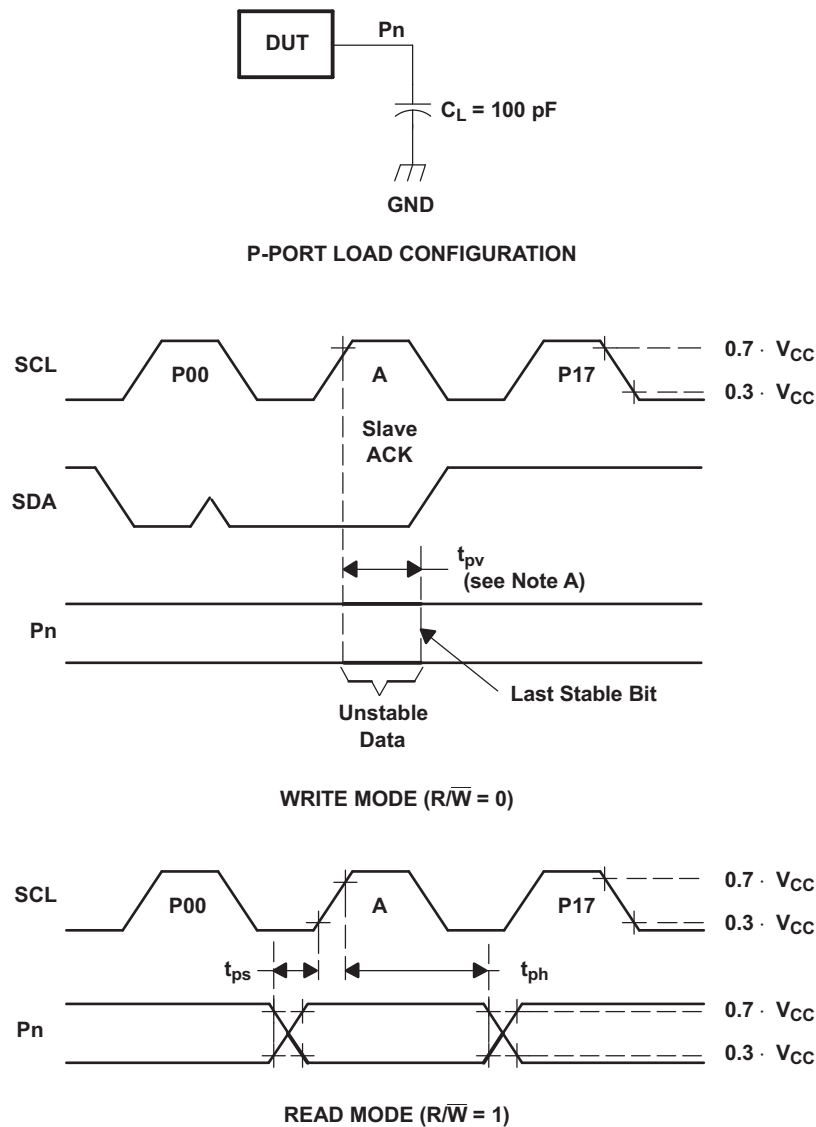 DUT
Pn
C_L = 100 pF
GND
P-PORT LOAD CONFIGURATION
SCL
P00
A
P17
0.7 · V_CC
0.3 · V_CC
Slave
ACK
SDA
t_pv
(see Note A)
Pn
Last Stable Bit
Unstable
Data
WRITE MODE (R/W̅ = 0)
SCL
P00
A
P17
0.7 · V_CC
0.3 · V_CC
t_ps
t_ph
Pn
0.7 · V_CC
0.3 · V_CC
READ MODE (R/W̅ = 1)